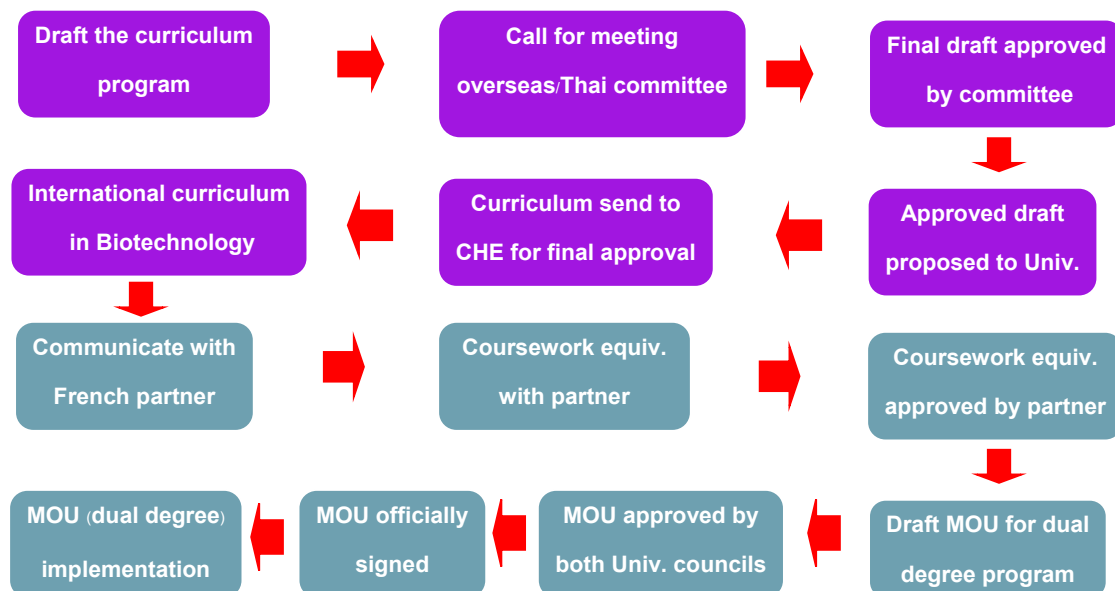 Draft the curriculum
program
Call for meeting
overseas/Thai committee
Final draft approved
by committee
International curriculum
in Biotechnology
Curriculum send to
CHE for final approval
Approved draft
proposed to Univ.
Communicate with
French partner
Coursework equiv.
with partner
Coursework equiv.
approved by partner
MOU (dual degree)
implementation
MOU officially
signed
MOU approved by
both Univ. councils
Draft MOU for dual
degree program